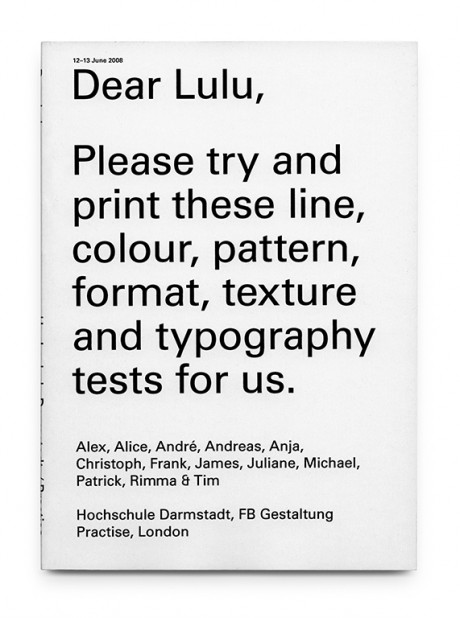 12–13 June 2008
Dear Lulu,
Please try and
print these line,
colour, pattern,
format, texture
and typography
tests for us.
Alex, Alice, André, Andreas, Anja,
Christoph, Frank, James, Juliane, Michael,
Patrick, Rimma & Tim
Hochschule Darmstadt, FB Gestaltung
Practise, London